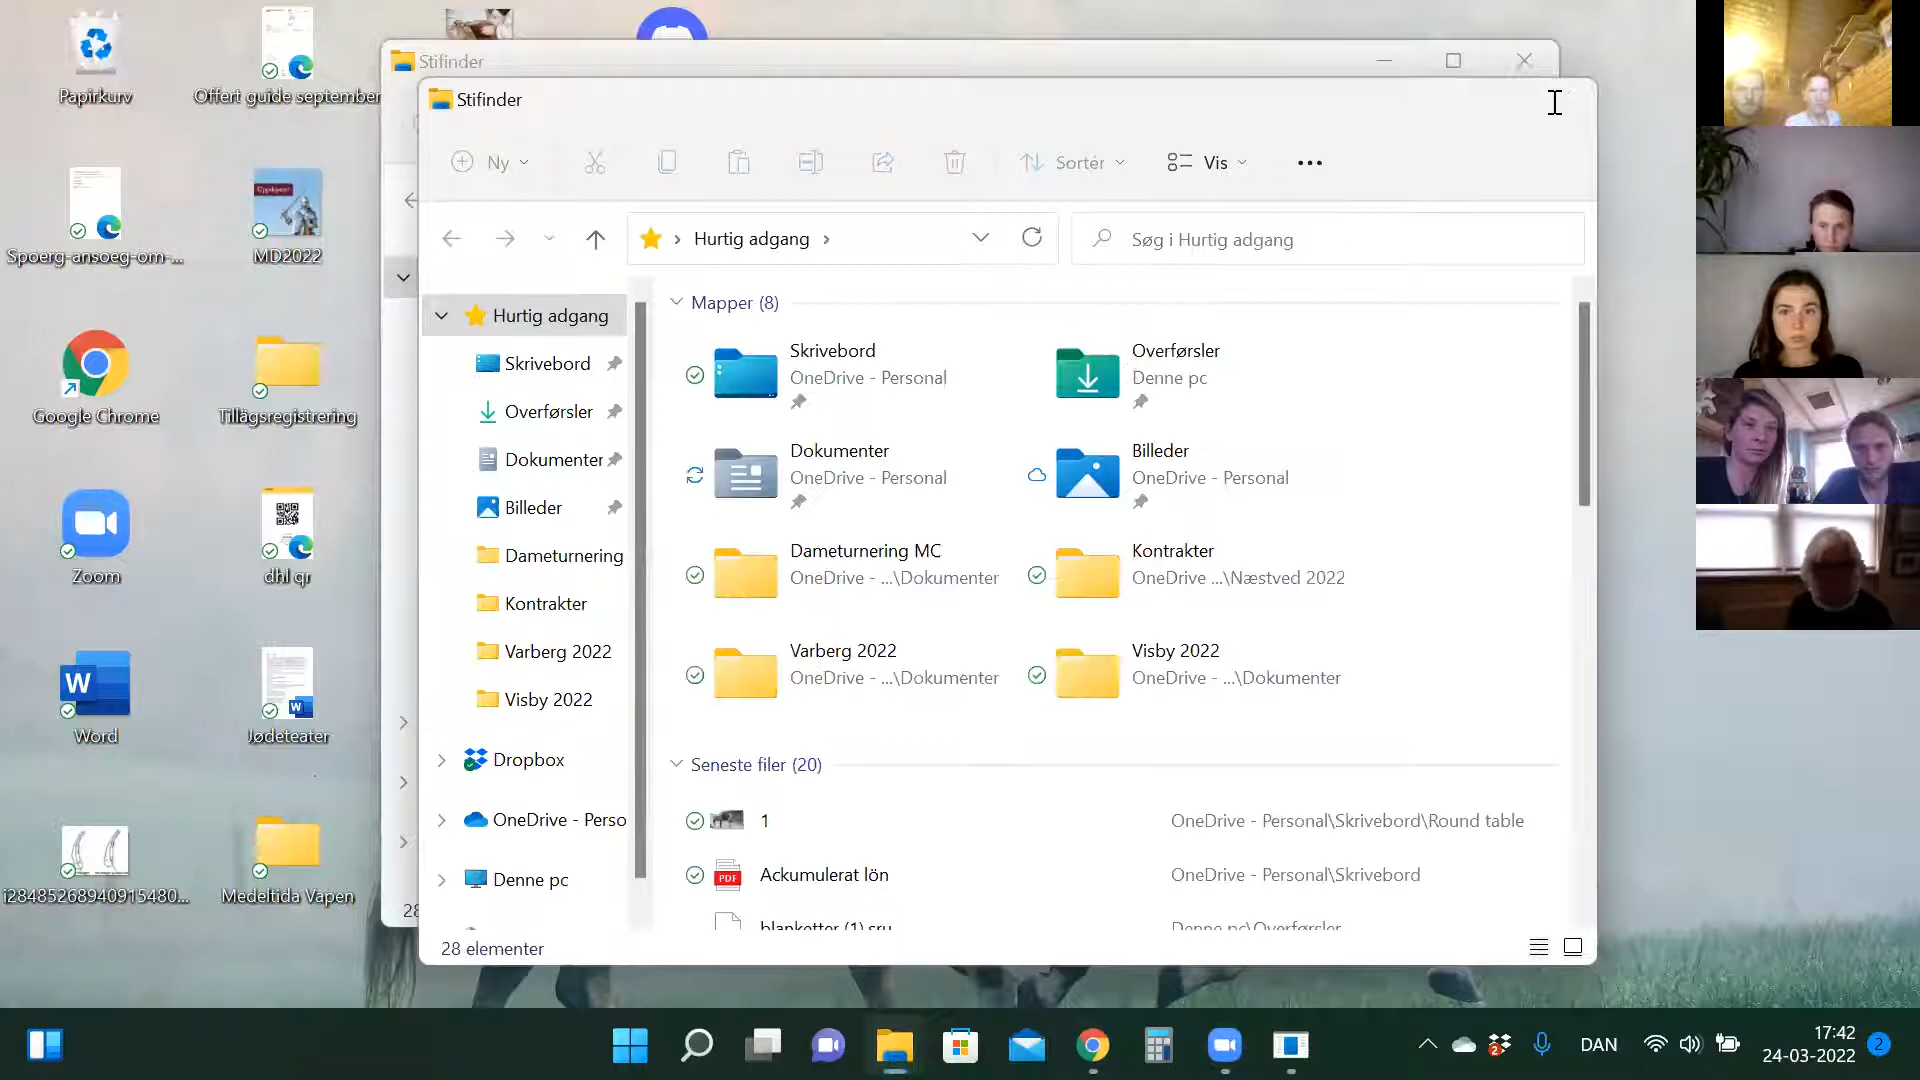 Papirkurv
Offert guide september
Spoerg-ansoeg-om-...
MD2022
Google Chrome
Tillägsregistrering
Zoom
dhl qr
Word
Jødeteater
i28485268940915480...
Medeltida Vapen
Stifinder
Stifinder
Ny
Sortér
Vis
Hurtig adgang
Søg i Hurtig adgang
Hurtig adgang
Skrivebord
Overførsler
Dokumenter
Billeder
Dameturnering
Kontrakter
Varberg 2022
Visby 2022
Dropbox
OneDrive - Perso
Denne pc
Mapper (8)
Skrivebord
OneDrive - Personal
Overførsler
Denne pc
Dokumenter
OneDrive - Personal
Billeder
OneDrive - Personal
Dameturnering MC
OneDrive - ...\Dokumenter
Kontrakter
OneDrive ...\Næstved 2022
Varberg 2022
OneDrive - ...\Dokumenter
Visby 2022
OneDrive - ...\Dokumenter
Seneste filer (20)
1
OneDrive - Personal\Skrivebord\Round table
PDF
Ackumulerat lön
OneDrive - Personal\Skrivebord
blanketter (1).sru
Denne pc\Overførsler
28 elementer
28
DAN
17:42
24-03-2022
2
2